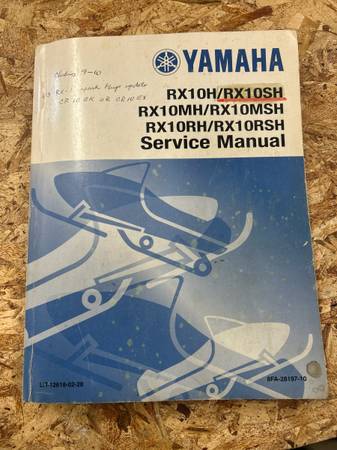 YAMAHA
RX10H/RX10SH
RX10MH/RX10MSH
RX10RH/RX10RSH
Service Manual
LIT-12618-02-28
8FA-28197-10